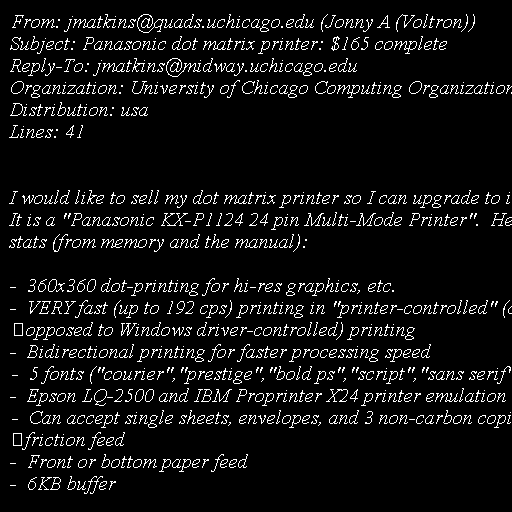 From: jmatkins@quads.uchicago.edu (Jonny A (Voltron))
Subject: Panasonic dot matrix printer: $165 complete
Reply-To: jmatkins@midway.uchicago.edu
Organization: University of Chicago Computing Organization
Distribution: usa
Lines: 41
I would like to sell my dot matrix printer so I can upgrade to i
It is a "Panasonic KX-P1124 24 pin Multi-Mode Printer".  He
stats (from memory and the manual):
-  360x360 dot-printing for hi-res graphics, etc.
-  VERY fast (up to 192 cps) printing in "printer-controlled" (
opposed to Windows driver-controlled) printing
-  Bidirectional printing for faster processing speed
-  5 fonts ("courier","prestige","bold ps","script","sans serif"
-  Epson LQ-2500 and IBM Proprinter X24 printer emulation
-  Can accept single sheets, envelopes, and 3 non-carbon copi
friction feed
-  Front or bottom paper feed
-  6KB buffer